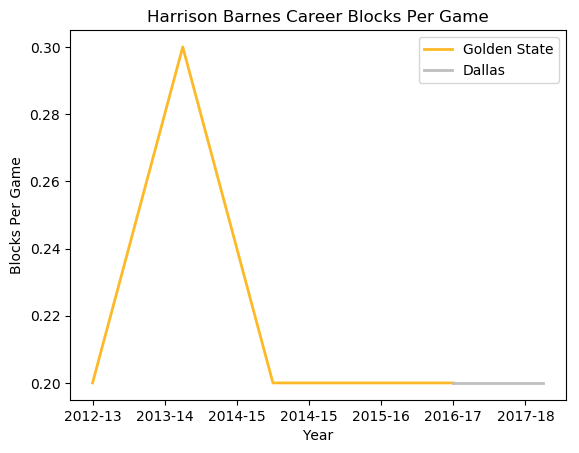 Harrison Barnes Career Blocks Per Game
Golden State
Dallas
Blocks Per Game
0.30
0.28
0.26
0.24
0.22
0.20
2012-13 2013-14 2014-15 2014-15 2015-16 2016-17 2017-18
Year